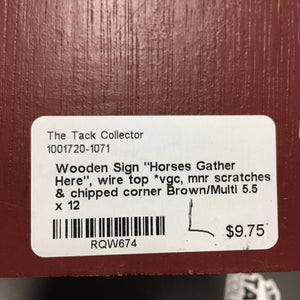 The Tack Collector
1001720-1071
Wooden Sign "Horses Gather
Here", wire top *vgc, mnr scratches
& chipped corner Brown/Multi 5.5
x 12
RQW674
L $9.75